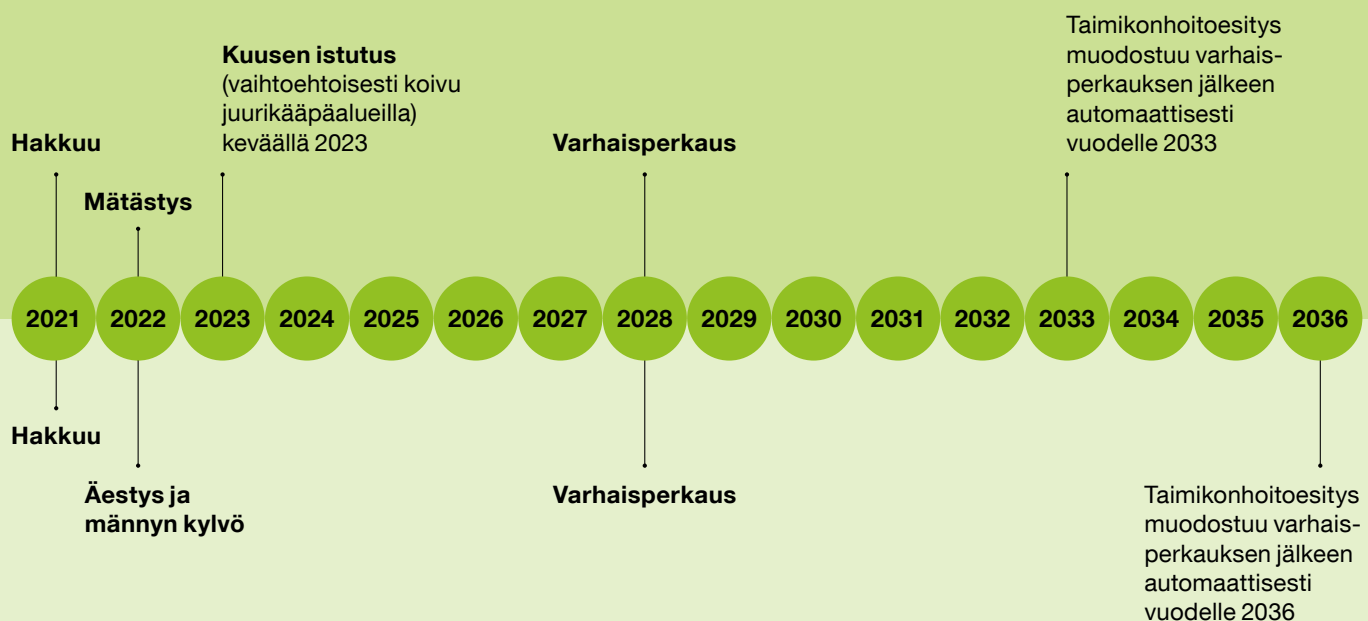 Hakkuu
Mätästys
Kuusen istutus
(vaihtoehtoisesti koivu
juurikääpäalueilla)
keväällä 2023
Varhaisperkaus
Taimikonhoitoesitys
muodostuu varhais-
perkauksen jälkeen
automaattisesti
vuodelle 2033
2021 2022 2023 2024 2025 2026 2027 2028 2029 2030 2031 2032 2033 2034 2035 2036
Hakkuu
Äestys ja
männyn kylvö
Varhaisperkaus
Taimikonhoitoesitys
muodostuu varhais-
perkauksen jälkeen
automaattisesti
vuodelle 2036